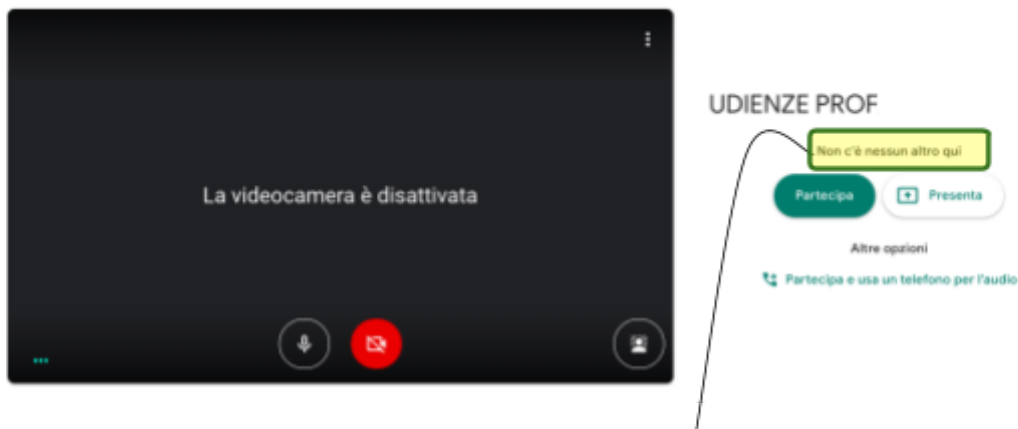 La videocamera è disattivata
UDIENZE PROF
Non c'è nessun altro qui
Partecipa
Presenta
Altre opzioni
Partecipa e usa un telefono per l'audio